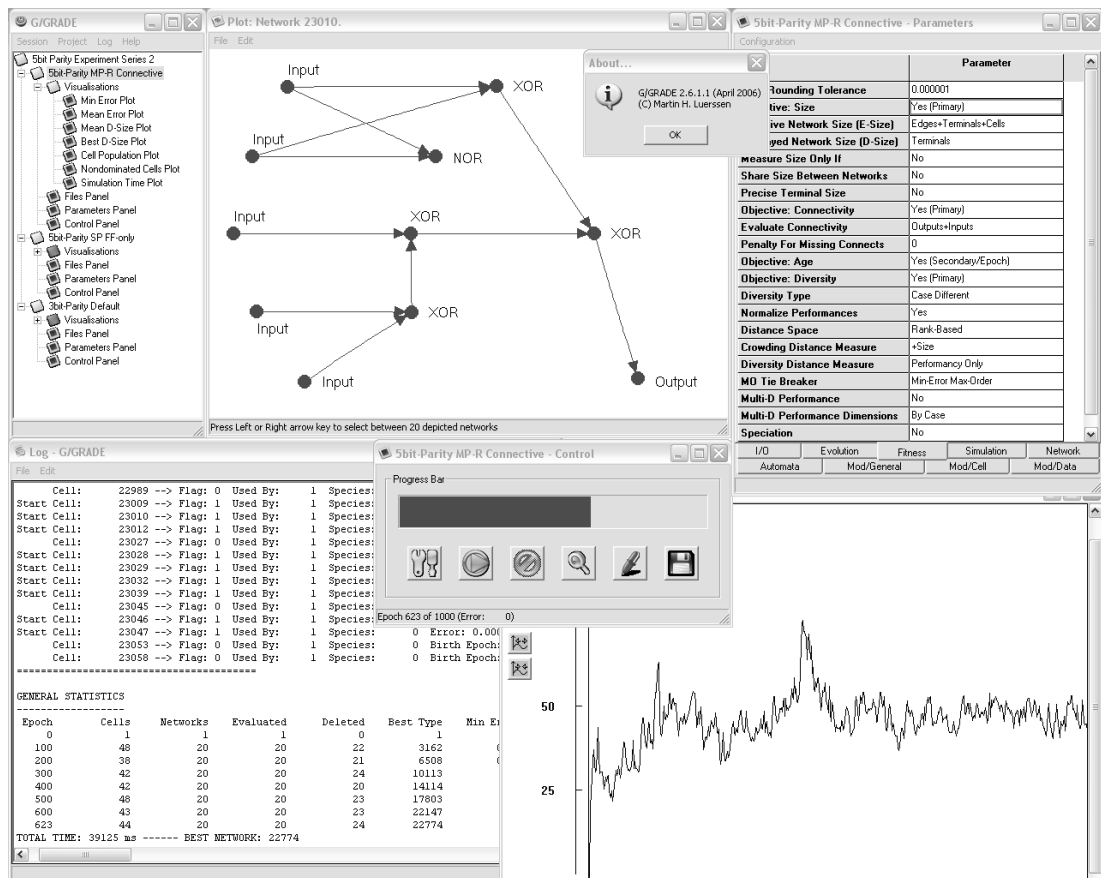 G/GRADE
Session Project Log Help
5bit Parity Experiment Series 2
5bit-Parity MP-R Connective
Visualisations
Min Error Plot
Mean Error Plot
Mean D-Size Plot
Best D-Size Plot
Cell Population Plot
Nondominated Cells Plot
Simulation Time Plot
Files Panel
Parameters Panel
Control Panel
5bit-Parity SP FF-only
Visualisations
Files Panel
Parameters Panel
Control Panel
3bit-Parity Default
Visualisations
Files Panel
Parameters Panel
Control Panel
Plot: Network 23010.
File Edit
Input
XOR
Input
NOR
Input
XOR
XOR
Input
XOR
Input
Output
Press Left or Right arrow key to select between 20 depicted networks
About...
G/GRADE 2.6.1.1 (April 2006)
(C) Martin H. Luerssen
OK
5bit-Parity MP-R Connective - Parameters
Configuration
Parameter
Rounding Tolerance 0.000001
tive: Size Yes (Primary)
ive Network Size (E-Size) Edges+Terminals+Cells
yed Network Size (D-Size) Terminals
Measure Size Only If No
Share Size Between Networks No
Precise Terminal Size No
Objective: Connectivity Yes (Primary)
Evaluate Connectivity Outputs+Inputs
Penalty For Missing Connects 0
Objective: Age Yes (Secondary/Epoch)
Objective: Diversity Yes (Primary)
Diversity Type Case Different
Normalize Performances Yes
Distance Space Rank-Based
Crowding Distance Measure +Size
Diversity Distance Measure Performancy Only
MO Tie Breaker Min-Error Max-Order
Multi-D Performance No
Multi-D Performance Dimensions By Case
Speciation No
I/O Evolution Fitness Simulation Network
Automata Mod/General Mod/Cell Mod/Data
Log - G/GRADE
File Edit
Cell: 22989 --> Flag: 0 Used By: 1 Species:
Start Cell: 23009 --> Flag: 1 Used By: 1 Species:
Start Cell: 23010 --> Flag: 1 Used By: 1 Species:
Start Cell: 23012 --> Flag: 1 Used By: 1 Species:
Cell: 23027 --> Flag: 0 Used By: 1 Species:
Start Cell: 23028 --> Flag: 1 Used By: 1 Species:
Start Cell: 23029 --> Flag: 1 Used By: 1 Species:
Start Cell: 23032 --> Flag: 1 Used By: 1 Species:
Start Cell: 23039 --> Flag: 1 Used By: 1 Species:
Cell: 23045 --> Flag: 0 Used By: 1 Species:
Start Cell: 23046 --> Flag: 1 Used By: 1 Species:
Start Cell: 23047 --> Flag: 1 Used By: 1 Species: 0 Error: 0.000
Cell: 23053 --> Flag: 0 Used By: 1 Species: 0 Birth Epoch:
Cell: 23058 --> Flag: 0 Used By: 1 Species: 0 Birth Epoch:
========================================
GENERAL STATISTICS
------------------
Epoch Cells Networks Evaluated Deleted Best Type Min Er
0 1 1 1 0 1
100 48 20 20 22 3162
200 38 20 20 21 6508
300 42 20 20 24 10113
400 42 20 20 24 14114
500 48 20 20 23 17803
600 43 20 20 23 22147
623 44 20 20 24 22774
TOTAL TIME: 39125 ms ------ BEST NETWORK: 22774
5bit-Parity MP-R Connective - Control
Progress Bar
Epoch 623 of 1000 (Error: 0)
50
25